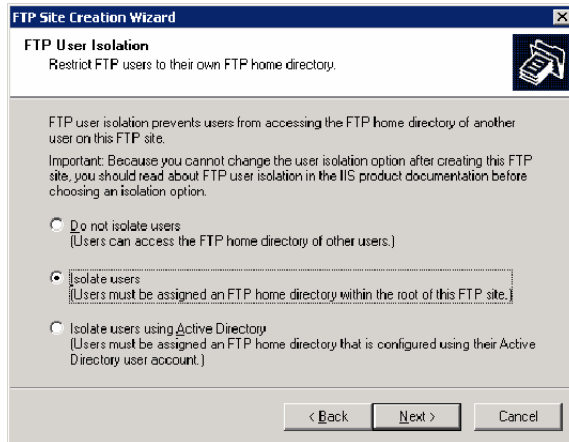 FTP Site Creation Wizard
FTP User Isolation
Restrict FTP users to their own FTP home directory.
FTP user isolation prevents users from accessing the FTP home directory of another
user on this FTP site.
Important: Because you cannot change the user isolation option after creating this FTP
site, you should read about FTP user isolation in the IIS product documentation before
choosing an isolation option.
Do not isolate users
(Users can access the FTP home directory of other users.)
Isolate users
(Users must be assigned an FTP home directory within the root of this FTP site.)
Isolate users using Active Directory
(Users must be assigned an FTP home directory that is configured using their Active
Directory user account.)
< Back Next > Cancel